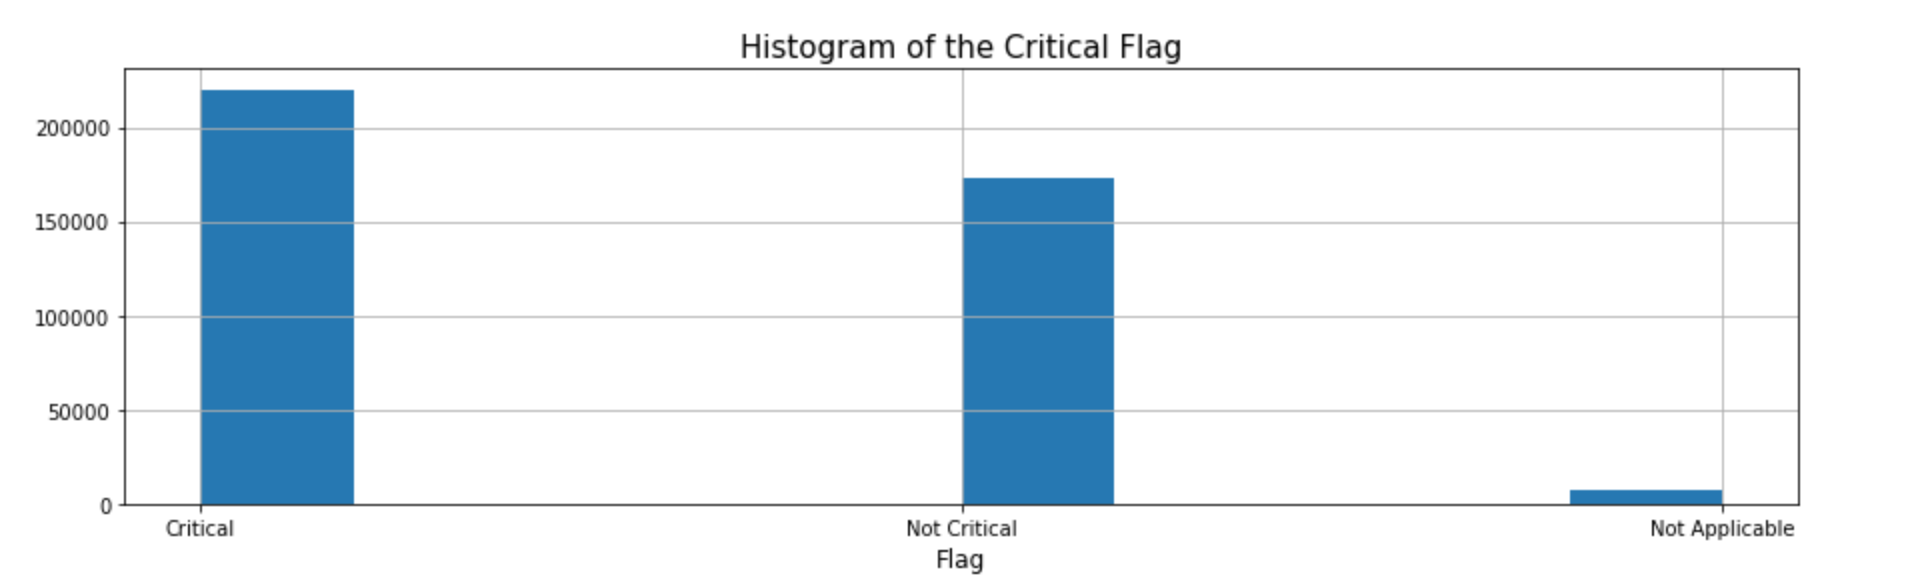 Histogram of the Critical Flag
200000
150000
100000
50000
0
Critical Not Critical Not Applicable
Flag